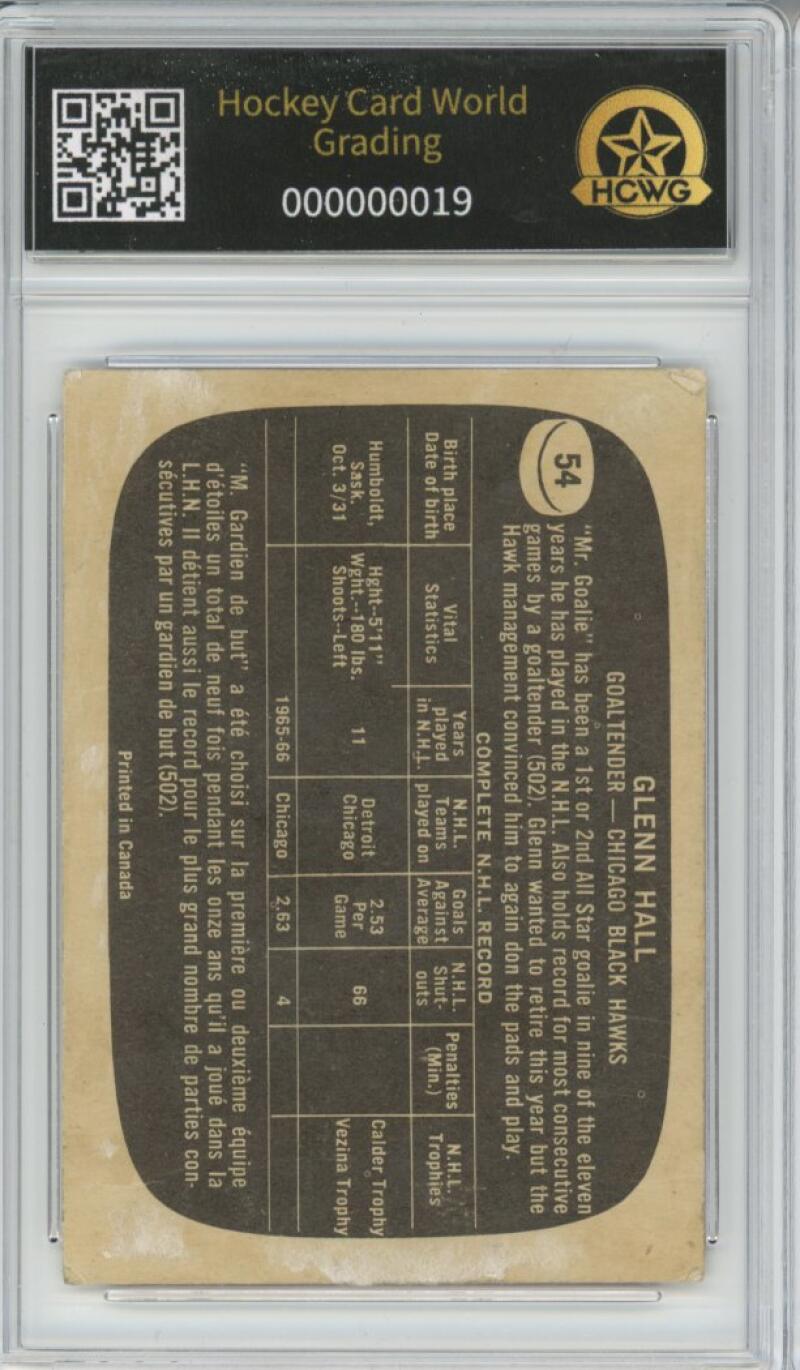 Hockey Card World
Grading
000000019
HCWG
54
GLENN HALL
GOALTENDER — CHICAGO BLACK HAWKS
"Mr. Goalie" has been a 1st or 2nd All Star goalie in nine of the eleven
years he has played in the N.H.L. Also holds record for most consecutive
games by a goaltender (502). Glenn wanted to retire this year but the
Hawk management convinced him to again don the pads and play.
COMPLETE N.H.L. RECORD
Birth place
Date of birth
Vital
Statistics
Years
played
in N.H.L.
N.H.L.
Teams
played on
Goals
Against
Average
N.H.L.
Shut-
outs
Penalties
(Min.)
N.H.L.
Trophies
Humboldt,
Sask.
Oct. 3/31
Hght--5'11"
Wght.--180 lbs.
Shoots--Left
11
Detroit
Chicago
2.53
Per
Game
66
Calder Trophy
Vezina Trophy
1965-66
Chicago
2.63
4
"M. Gardien de but" a été choisi sur la première ou deuxième équipe
d'étoiles un total de neuf fois pendant les onze ans qu'il a joué dans la
L.H.N. Il détient aussi le record pour le plus grand nombre de parties con-
sécutives par un gardien de but (502).
Printed in Canada